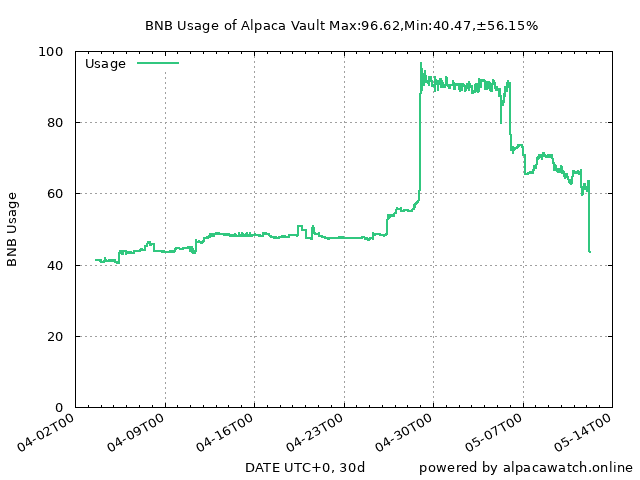 BNB Usage of Alpaca Vault Max:96.62,Min:40.47,±56.15%
Usage
100
80
60
40
20
0
BNB Usage
04-02T00
04-09T00
04-16T00
04-23T00
04-30T00
05-07T00
05-14T00
DATE UTC+0, 30d
powered by alpacawatch.online